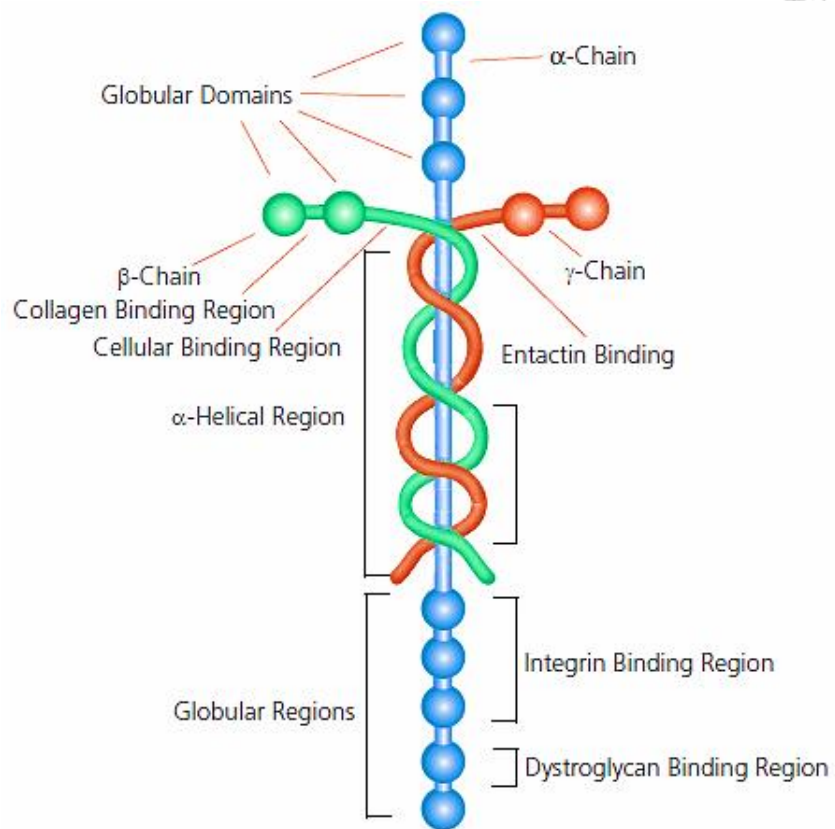 α-Chain
Globular Domains
β-Chain
γ-Chain
Collagen Binding Region
Cellular Binding Region
Entactin Binding
α-Helical Region
Integrin Binding Region
Globular Regions
Dystroglycan Binding Region